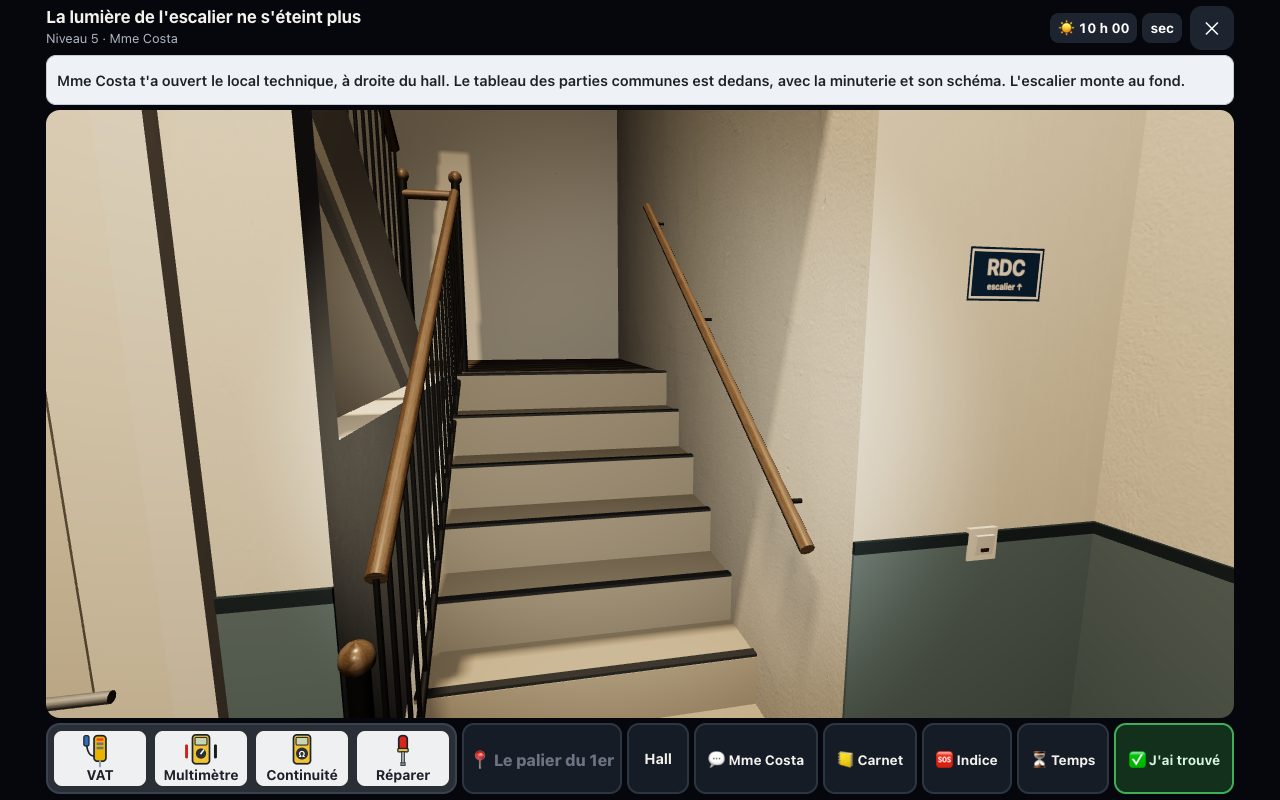 La lumière de l'escalier ne s'éteint plus
Niveau 5 · Mme Costa
10 h 00
sec
Mme Costa t'a ouvert le local technique, à droite du hall. Le tableau des parties communes est dedans, avec la minuterie et son schéma. L'escalier monte au fond.
RDC
escalier ↑
VAT
Multimètre
Continuité
Réparer
Le palier du 1er
Hall
Mme Costa
Carnet
SOS
Indice
Temps
J'ai trouvé